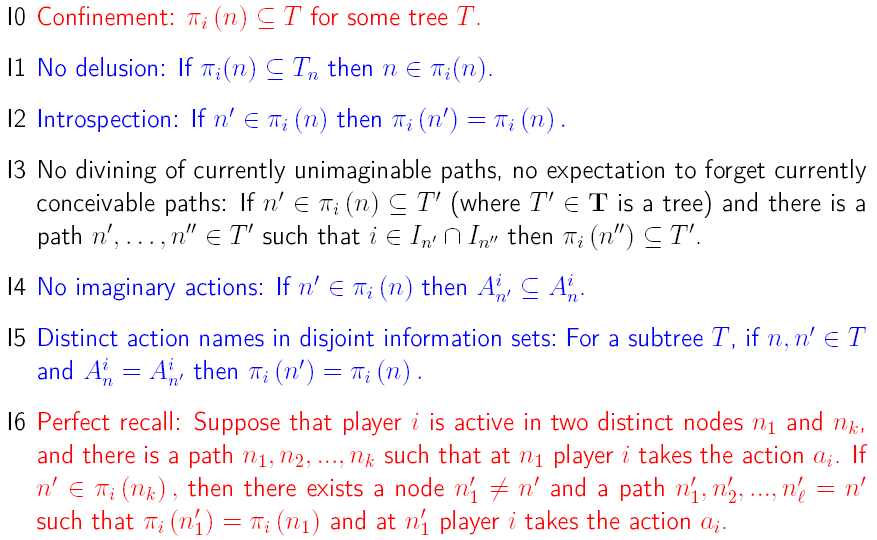 I0 Confinement: $\pi_i(n) \subseteq T$ for some tree $T$.
I1 No delusion: If $\pi_i(n) \subseteq T_n$ then $n \in \pi_i(n)$.
I2 Introspection: If $n' \in \pi_i(n)$ then $\pi_i(n') = \pi_i(n)$.
I3 No divining of currently unimaginable paths, no expectation to forget currently
conceivable paths: If $n' \in \pi_i(n) \subseteq T'$ (where $T' \in \mathbf{T}$ is a tree) and there is a
path $n', \ldots, n'' \in T'$ such that $i \in I_{n'} \cap I_{n''}$ then $\pi_i(n'') \subseteq T'$.
I4 No imaginary actions: If $n' \in \pi_i(n)$ then $A^i_{n'} \subseteq A^i_n$.
I5 Distinct action names in disjoint information sets: For a subtree $T$, if $n, n' \in T$
and $A^i_n = A^i_{n'}$ then $\pi_i(n') = \pi_i(n)$.
I6 Perfect recall: Suppose that player $i$ is active in two distinct nodes $n_1$ and $n_k$,
and there is a path $n_1, n_2, ..., n_k$ such that at $n_1$ player $i$ takes the action $a_i$. If
$n' \in \pi_i(n_k)$, then there exists a node $n'_1 \neq n'$ and a path $n'_1, n'_2, ..., n'_\ell = n'$
such that $\pi_i(n'_1) = \pi_i(n_1)$ and at $n'_1$ player $i$ takes the action $a_i$.